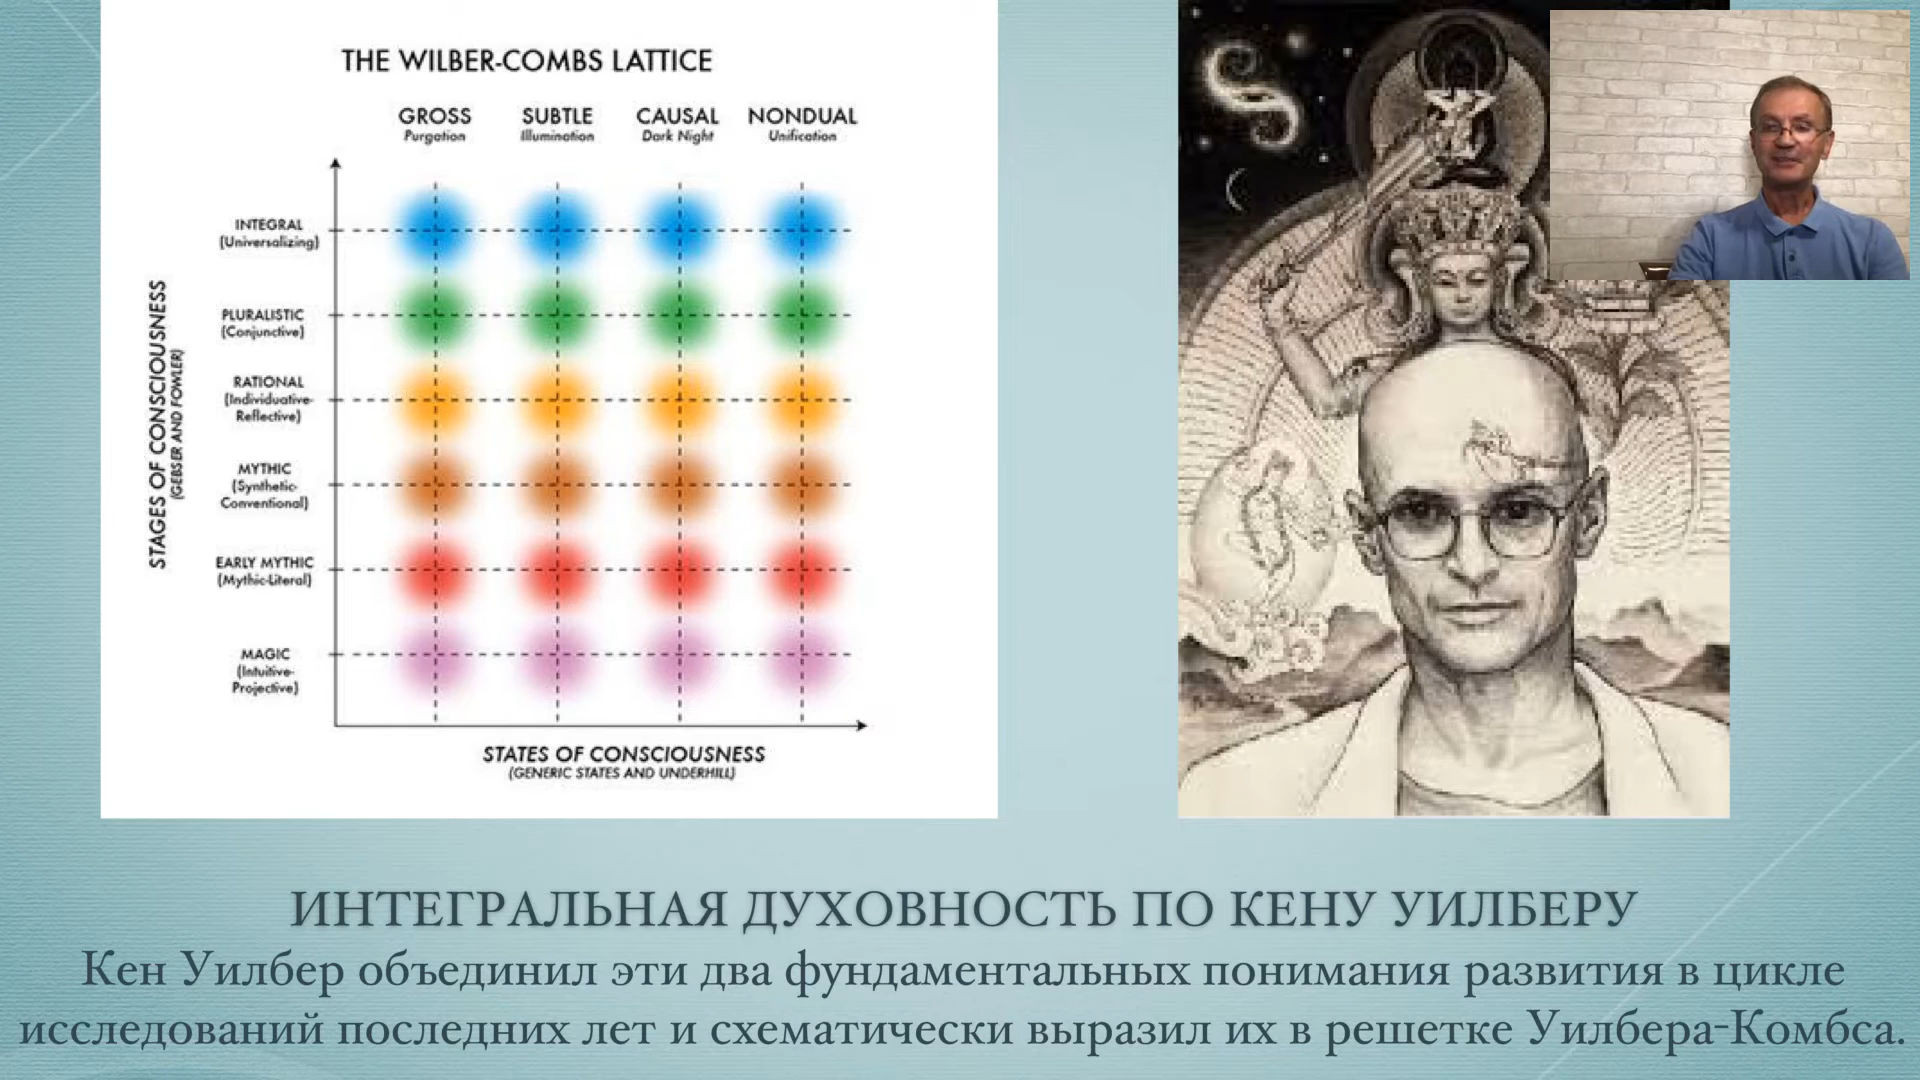 THE WILBER-COMBS LATTICE
GROSS
Purgation
SUBTLE
Illumination
CAUSAL
Dark Night
NONDUAL
Unification
STAGES OF CONSCIOUSNESS
(GEBSER AND FOWLER)
INTEGRAL
(Universalizing)
PLURALISTIC
(Conjunctive)
RATIONAL
(Individuative-
Reflective)
MYTHIC
(Synthetic-
Conventional)
EARLY MYTHIC
(Mythic-Literal)
MAGIC
(Intuitive-
Projective)
STATES OF CONSCIOUSNESS
(GENERIC STATES AND UNDERHILL)
ИНТЕГРАЛЬНАЯ ДУХОВНОСТЬ ПО КЕНУ УИЛБЕРУ
Кен Уилбер объединил эти два фундаментальных понимания развития в цикле
исследований последних лет и схематически выразил их в решетке Уилбера-Комбса.